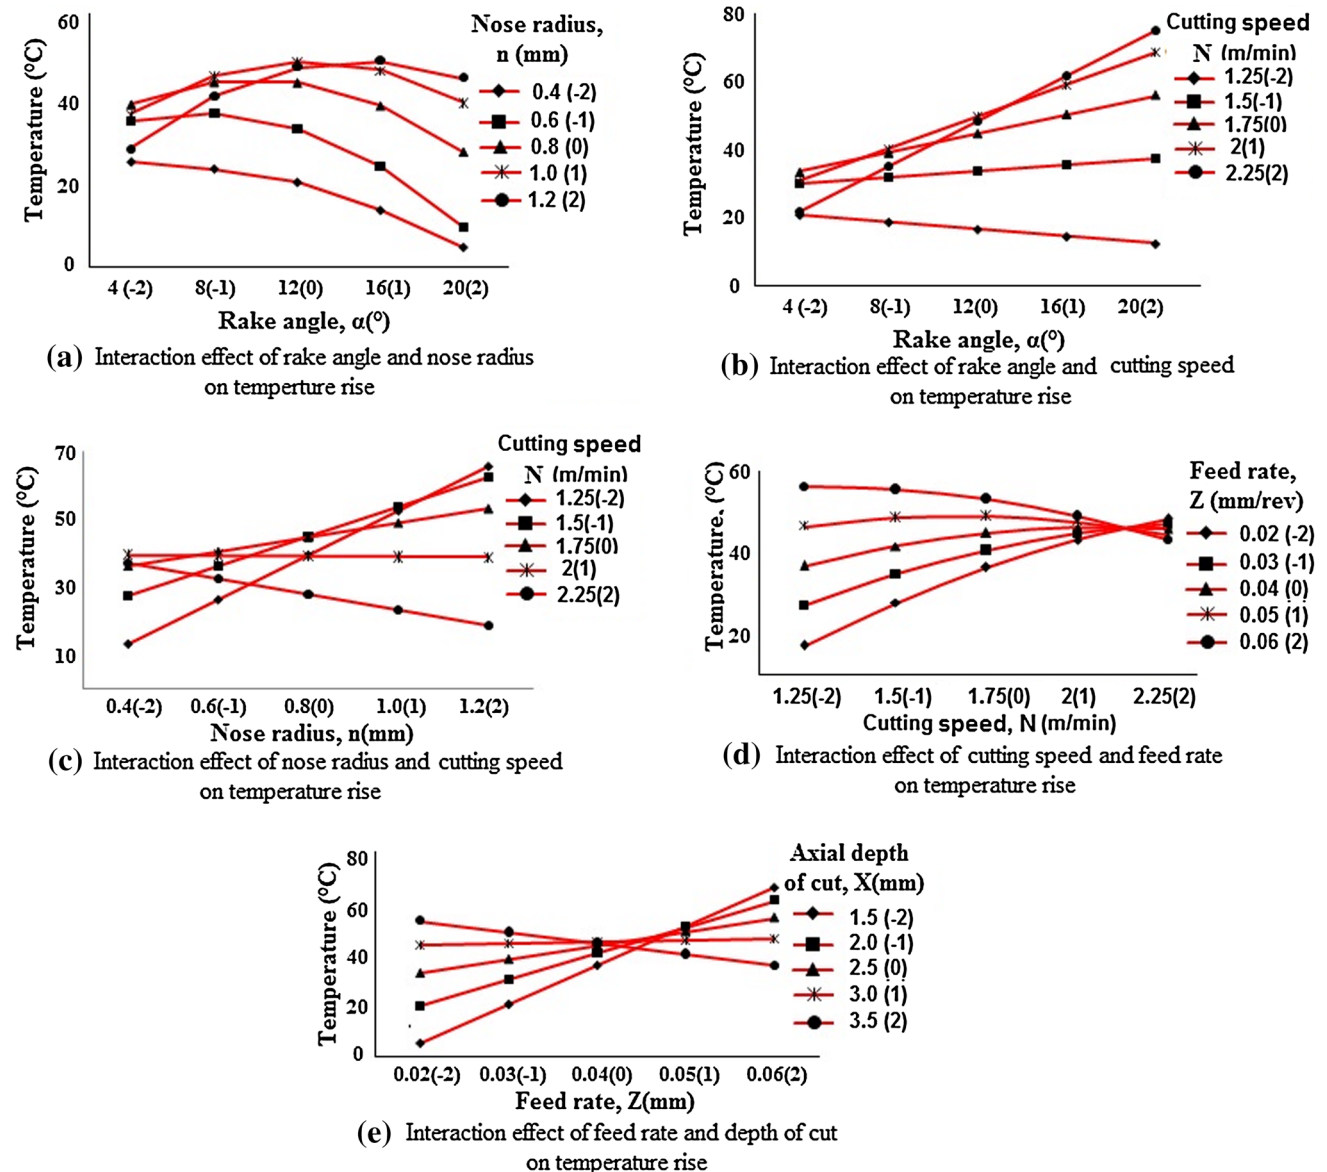 60
40
20
0
Temperature (°C)
4 (-2) 8(-1) 12(0) 16(1) 20(2)
Rake angle, α(°)
Nose radius,
n (mm)
0.4 (-2)
0.6 (-1)
0.8 (0)
1.0 (1)
1.2 (2)
(a) Interaction effect of rake angle and nose radius
on temperture rise
80
60
40
20
0
Temperature (°C)
4 (-2) 8(-1) 12(0) 16(1) 20(2)
Rake angle, α(°)
Cutting speed
N (m/min)
1.25(-2)
1.5(-1)
1.75(0)
2(1)
2.25(2)
(b) Interaction effect of rake angle and cutting speed
on temperature rise
70
50
30
10
Temperature (°C)
0.4(-2) 0.6(-1) 0.8(0) 1.0(1) 1.2(2)
Nose radius, n(mm)
Cutting speed
N (m/min)
1.25(-2)
1.5(-1)
1.75(0)
2(1)
2.25(2)
(c) Interaction effect of nose radius and cutting speed
on temperature rise
60
40
20
Temperature. (°C)
1.25(-2) 1.5(-1) 1.75(0) 2(1) 2.25(2)
Cutting speed, N (m/min)
Feed rate,
Z (mm/rev)
0.02 (-2)
0.03 (-1)
0.04 (0)
0.05 (1)
0.06 (2)
(d) Interaction effect of cutting speed and feed rate
on temperature rise
80
60
40
20
0
Temperature (°C)
0.02(-2) 0.03(-1) 0.04(0) 0.05(1) 0.06(2)
Feed rate, Z(mm)
Axial depth
of cut, X(mm)
1.5 (-2)
2.0 (-1)
2.5 (0)
3.0 (1)
3.5 (2)
(e) Interaction effect of feed rate and depth of cut
on temperature rise